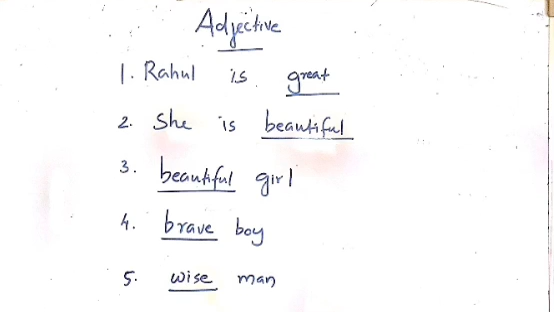 Adjective
1. Rahul is great
2. She is beautiful
3. beautiful girl
4. brave boy
5. wise man